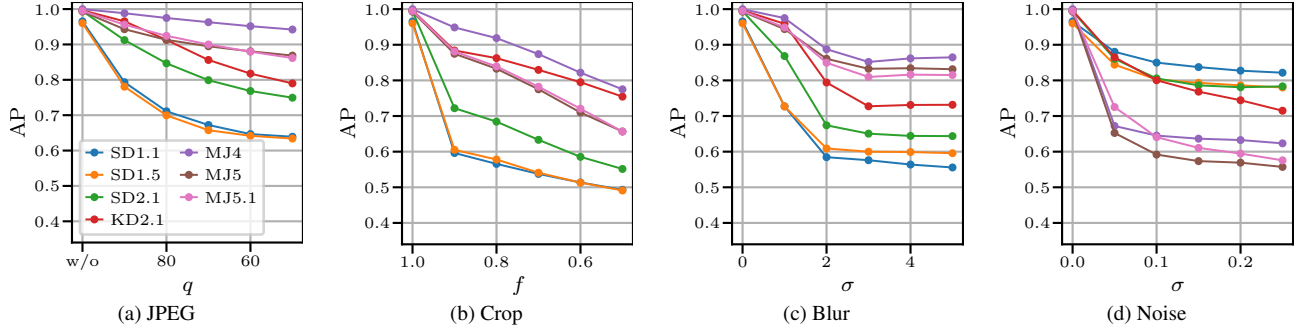 AP
1.0
0.9
0.8
0.7
0.6
0.5
0.4
SD1.1
SD1.5
SD2.1
KD2.1
MJ4
MJ5
MJ5.1
w/o 80 60
q
(a) JPEG
AP
1.0
0.9
0.8
0.7
0.6
0.5
0.4
1.0 0.8 0.6
f
(b) Crop
AP
1.0
0.9
0.8
0.7
0.6
0.5
0.4
0 2 4
σ
(c) Blur
AP
1.0
0.9
0.8
0.7
0.6
0.5
0.4
0.0 0.1 0.2
σ
(d) Noise